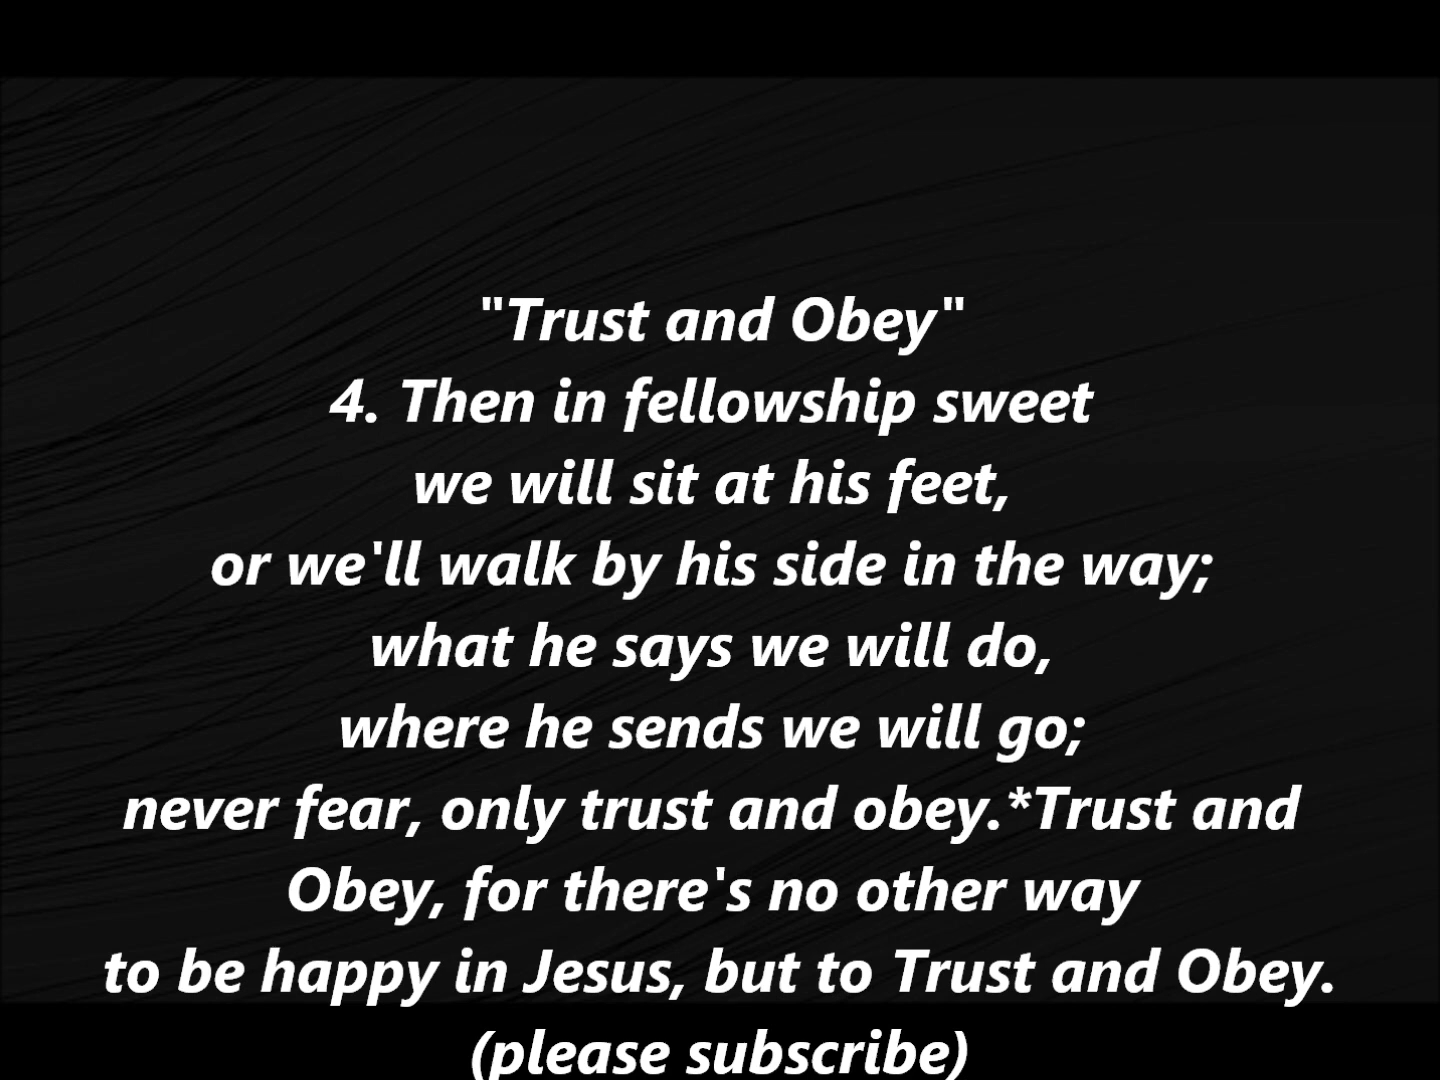 "Trust and Obey"
4. Then in fellowship sweet
we will sit at his feet,
or we'll walk by his side in the way;
what he says we will do,
where he sends we will go;
never fear, only trust and obey.*Trust and
Obey, for there's no other way
to be happy in Jesus, but to Trust and Obey.
(please subscribe)